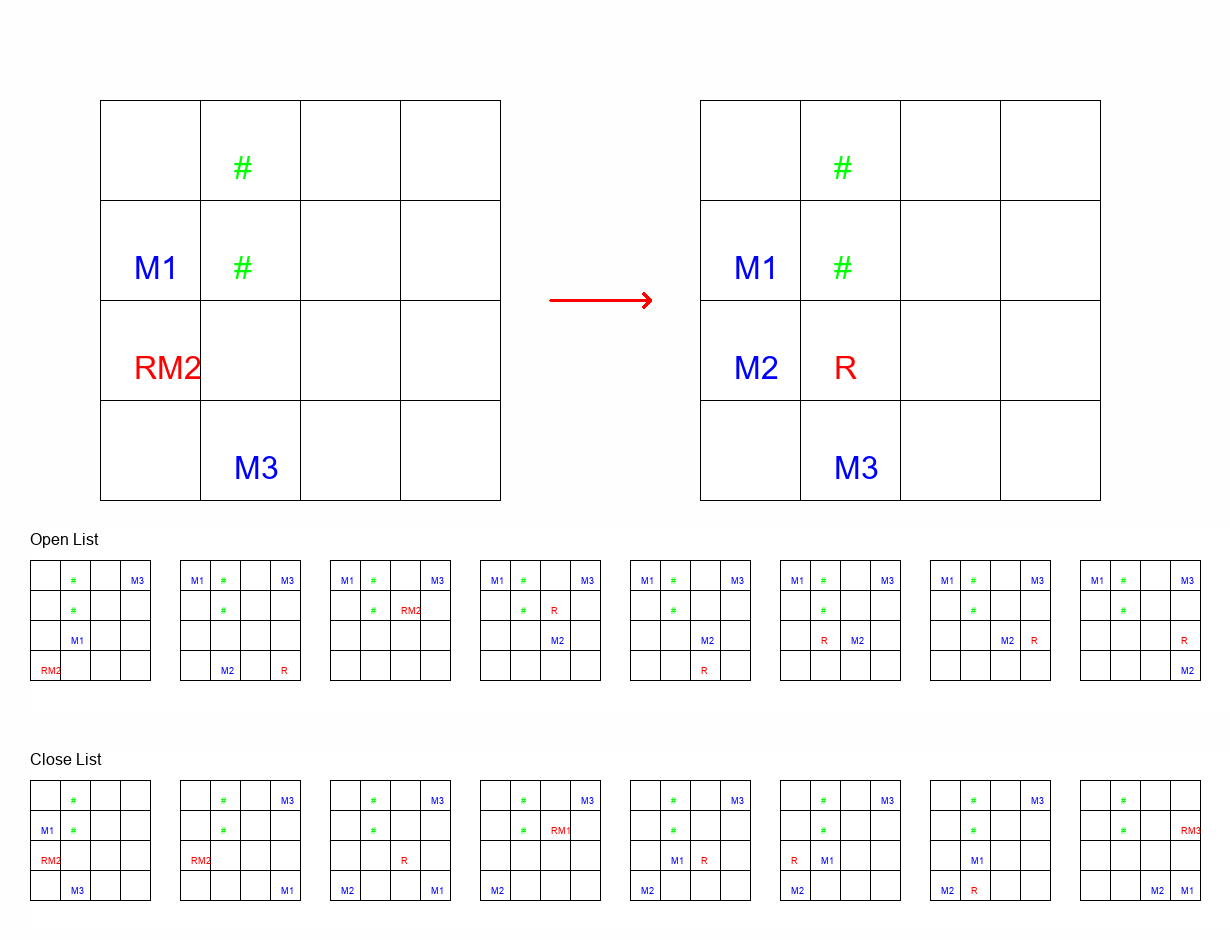 # #
M1 # M1 #
RM2 M2 R
M3 M3
Open List
# M3 M1 # M3 M1 # M3 M1 # M3 M1 # M3 M1 # M3 M1 # M3 M1 # M3
# # # RM2 # R # # # #
M1 M2 M2 R M2 M2 R R
RM2 M2 R R M2
Close List
# # M3 # M3 # M3 # M3 # M3 # M3 #
M1 # # # # RM1 # # # # RM3
RM2 RM2 R M1 R R M1 M1
M3 M1 M2 M1 M2 M2 M2 M2 R M2 M1